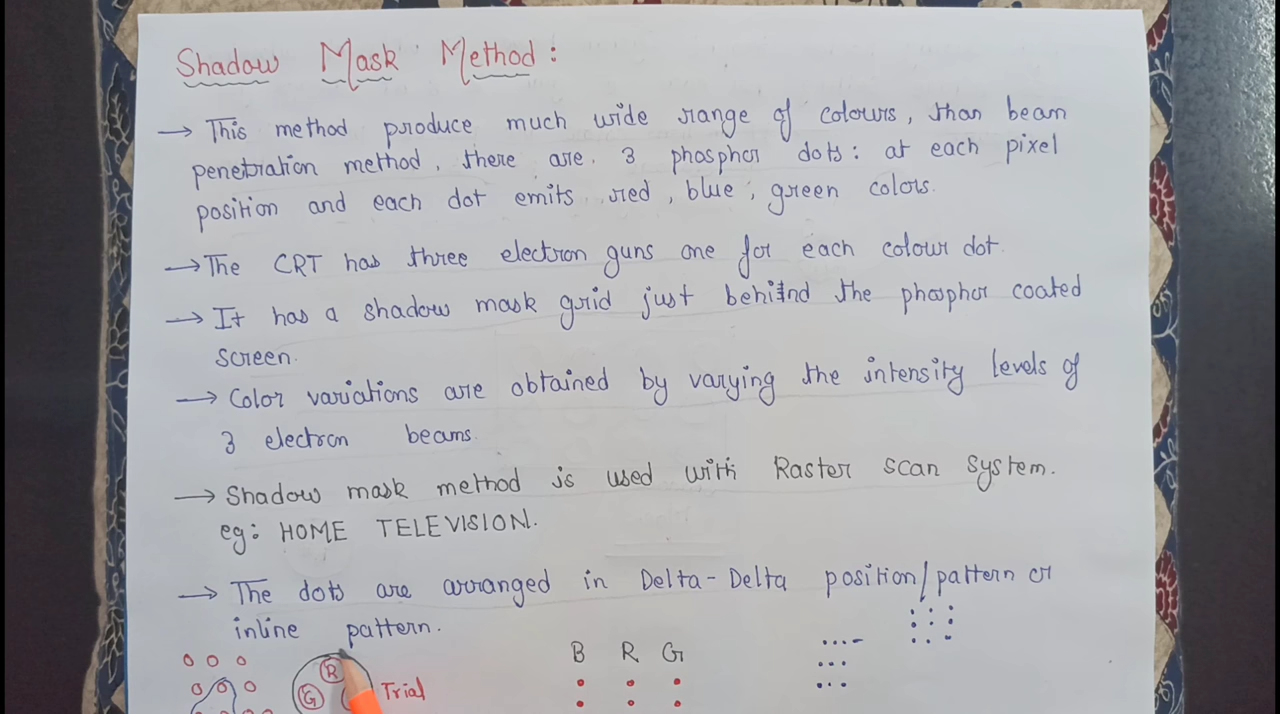 Shadow Mask Method:
→ This method produce much wide range of colours, than beam
penetration method, there are 3 phosphor dots: at each pixel
position and each dot emits red, blue, green colors.
→ The CRT has three electron guns one for each colour dot.
→ It has a shadow mask grid just behind the phosphor coated
screen.
→ Color variations are obtained by varying the intensity levels of
3 electron beams.
→ Shadow mask method is used with Raster scan system.
eg: HOME TELEVISION.
→ The dots are arranged in Delta-Delta position/pattern or
inline pattern.
B R G
R
G Trial